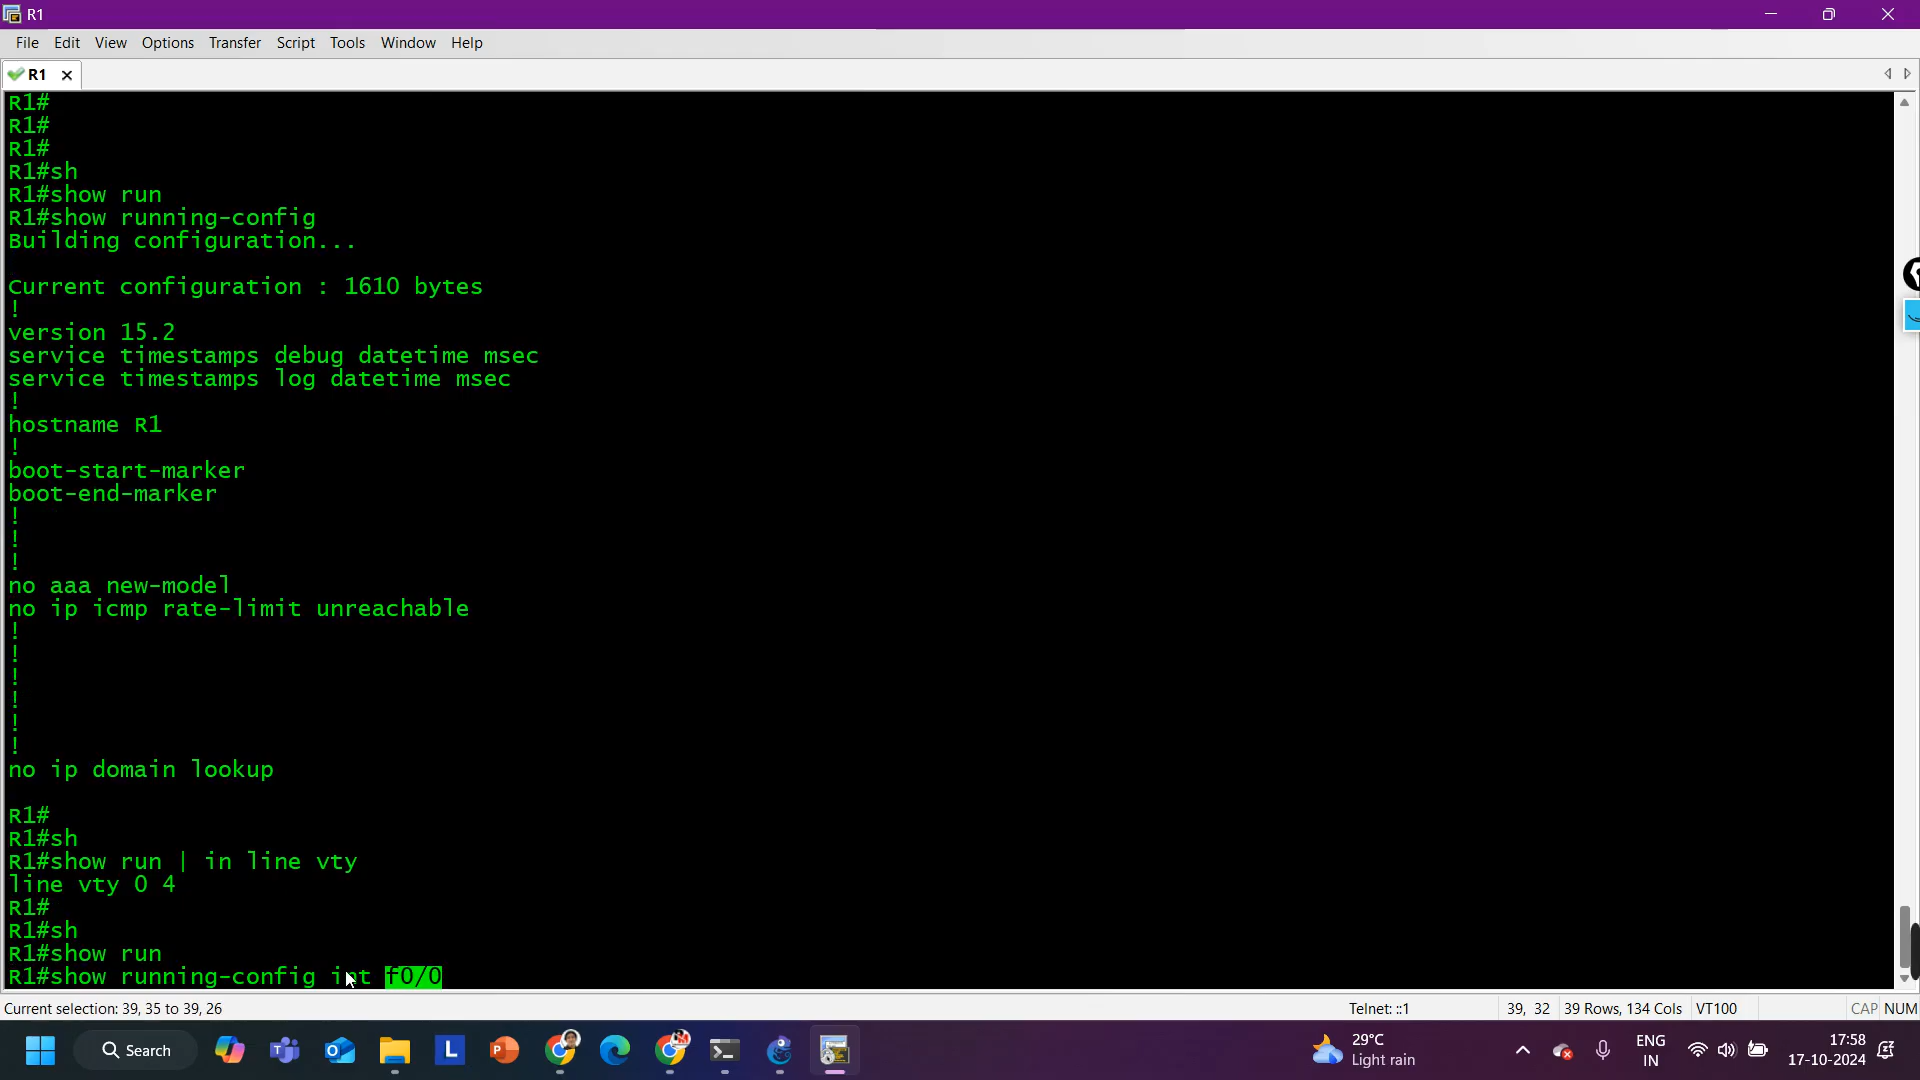 R1
File Edit View Options Transfer Script Tools Window Help
R1
R1#
R1#
R1#
R1#sh
R1#show run
R1#show running-config
Building configuration...
Current configuration : 1610 bytes
!
version 15.2
service timestamps debug datetime msec
service timestamps log datetime msec
!
hostname R1
!
boot-start-marker
boot-end-marker
!
!
!
no aaa new-model
no ip icmp rate-limit unreachable
!
!
!
!
!
!
no ip domain lookup
R1#
R1#sh
R1#show run | in line vty
line vty 0 4
R1#
R1#sh
R1#show run
R1#show running-config int f0/0
Current selection: 39, 35 to 39, 26 Telnet: ::1 39, 32 39 Rows, 134 Cols VT100 CAP NUM
Search
29°C
Light rain
ENG
IN
17:58
17-10-2024